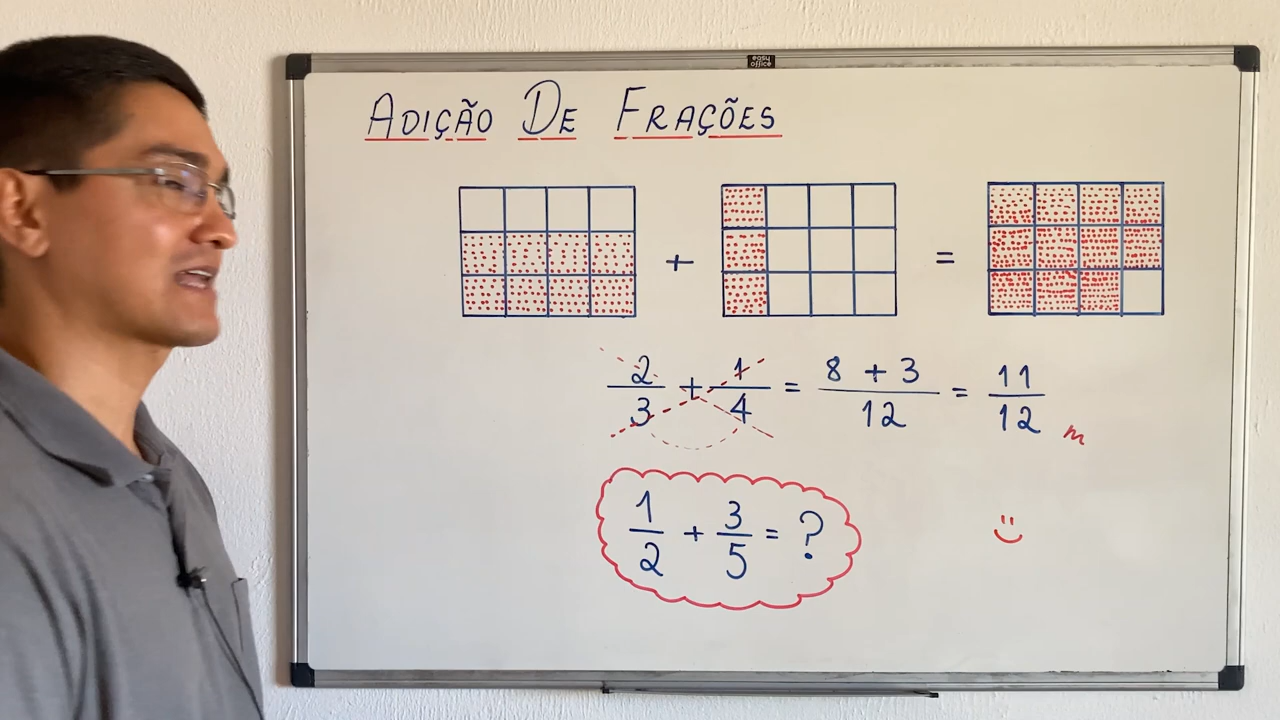 easy office
ADIÇÃO DE FRAÇÕES
+ =
2/3 + 1/4 = 8 + 3/12 = 11/12 m
1/2 + 3/5 = ?